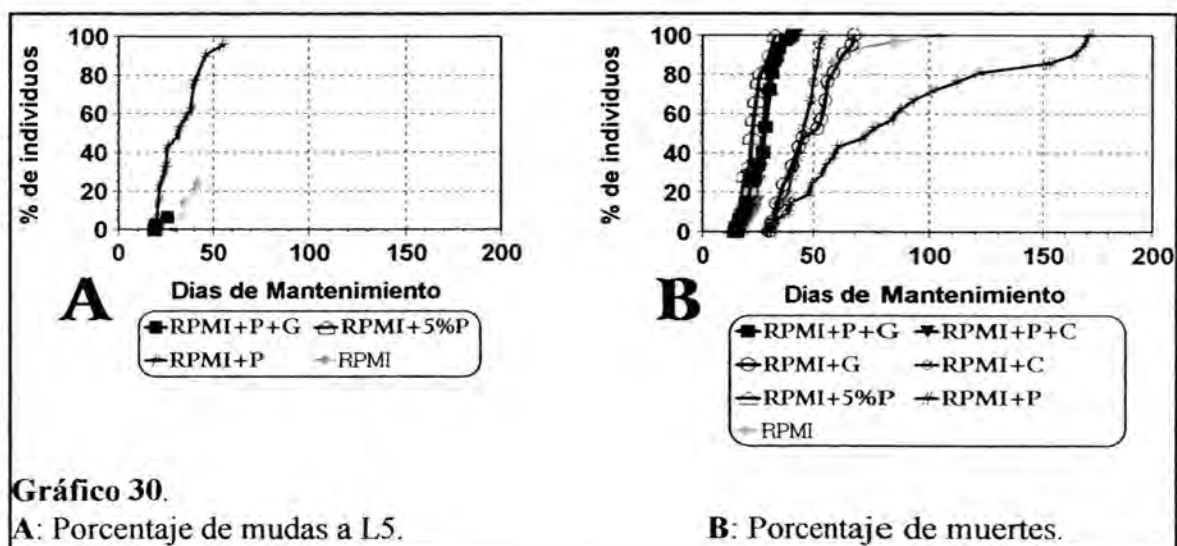 % de individuos
100
80
60
40
20
0
0 50 100 150 200
Dias de Mantenimiento
A
RPMI+P+G RPMI+5%P
RPMI+P RPMI
% de individuos
100
80
60
40
20
0
0 50 100 150 200
Dias de Mantenimiento
B
RPMI+P+G RPMI+P+C
RPMI+G RPMI+C
RPMI+5%P RPMI+P
RPMI
Gráfico 30.
A: Porcentaje de mudas a L5.
B: Porcentaje de muertes.